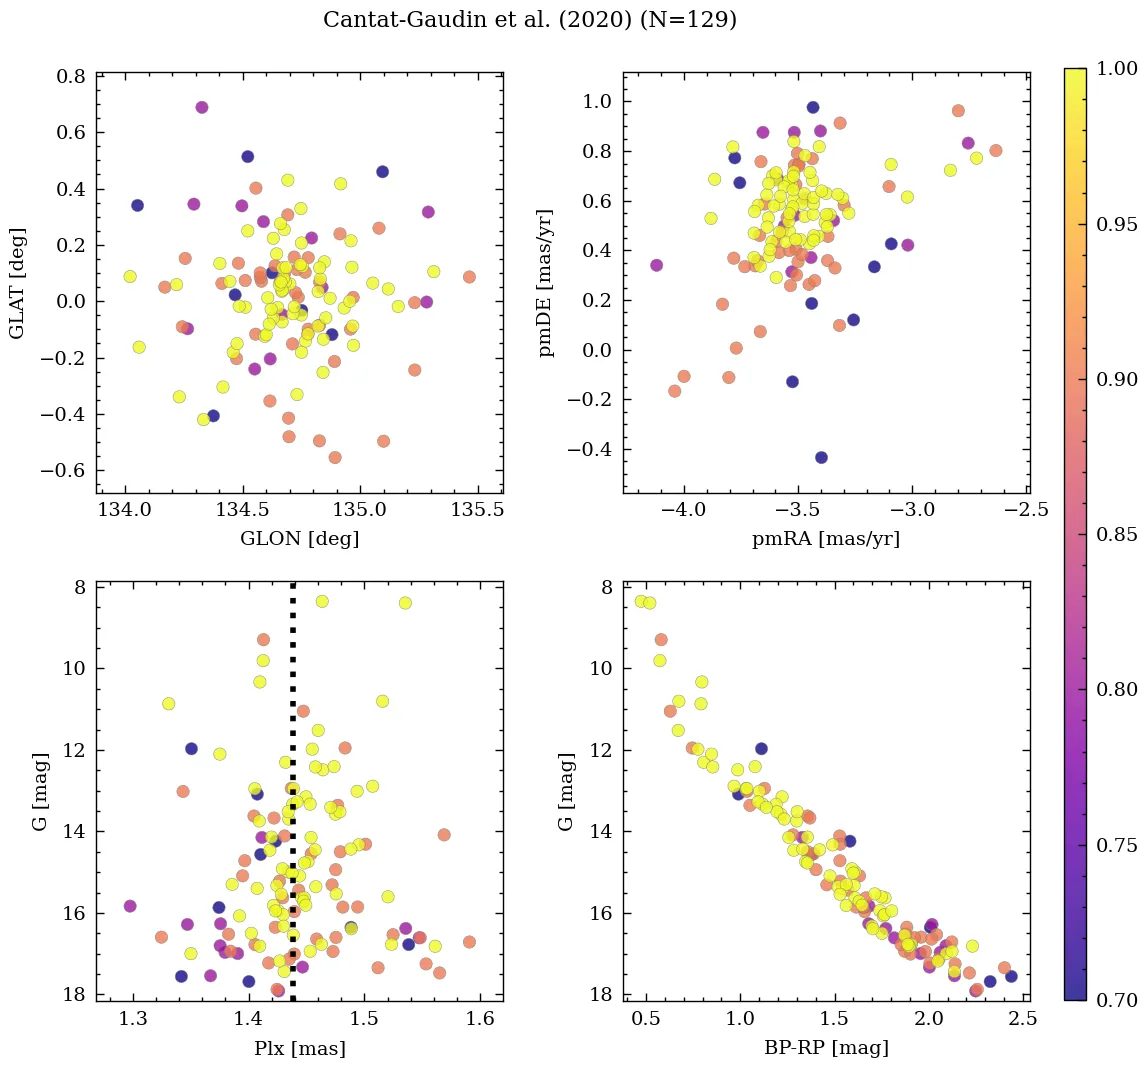 Cantat-Gaudin et al. (2020) (N=129)
0.8
0.6
0.4
0.2
0.0
−0.2
−0.4
−0.6
GLAT [deg]
134.0 134.5 135.0 135.5
GLON [deg]
1.0
0.8
0.6
0.4
0.2
0.0
−0.2
−0.4
pmDE [mas/yr]
−4.0 −3.5 −3.0 −2.5
pmRA [mas/yr]
8
10
12
14
16
18
G [mag]
1.3 1.4 1.5 1.6
Plx [mas]
8
10
12
14
16
18
G [mag]
0.5 1.0 1.5 2.0 2.5
BP-RP [mag]
1.00
0.95
0.90
0.85
0.80
0.75
0.70